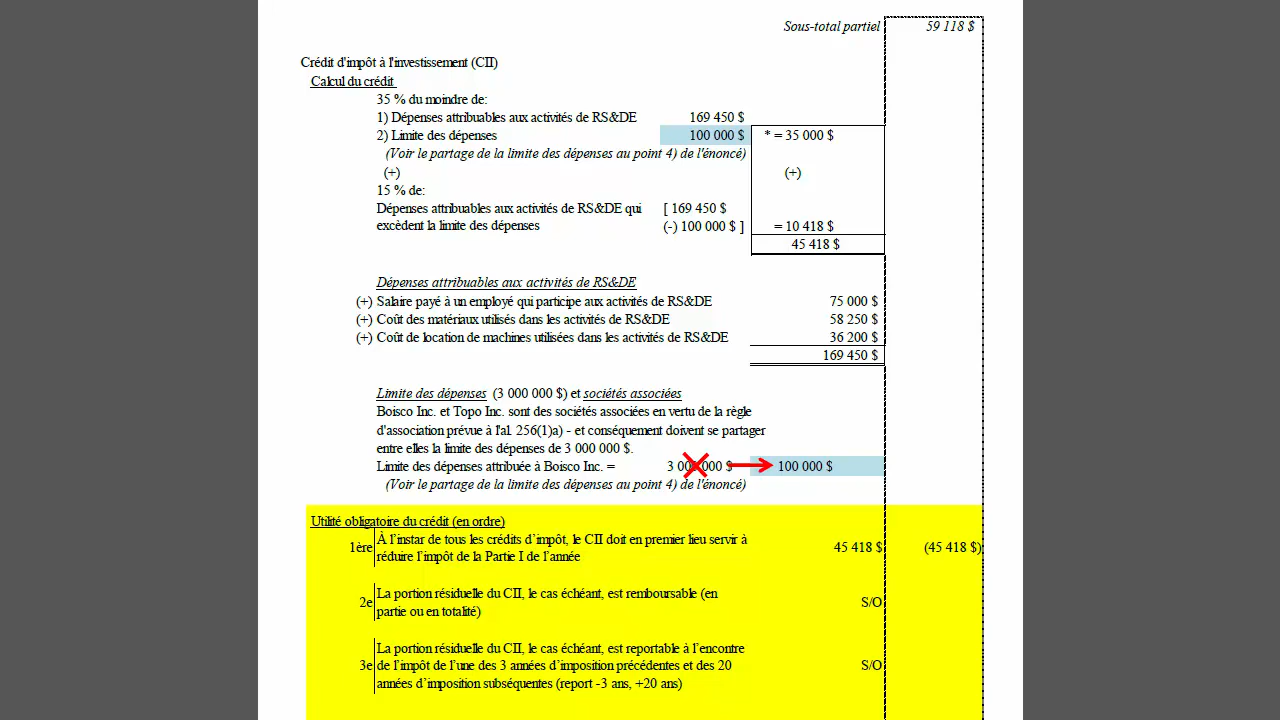 Sous-total partiel 59 118 $
Crédit d'impôt à l'investissement (CII)
Calcul du crédit
35 % du moindre de:
1) Dépenses attribuables aux activités de RS&DE 169 450 $
2) Limite des dépenses 100 000 $ * = 35 000 $
(Voir le partage de la limite des dépenses au point 4) de l'énoncé)
(+) (+)
15 % de:
Dépenses attribuables aux activités de RS&DE qui [ 169 450 $
excèdent la limite des dépenses (-) 100 000 $ ] = 10 418 $
45 418 $
Dépenses attribuables aux activités de RS&DE
(+) Salaire payé à un employé qui participe aux activités de RS&DE 75 000 $
(+) Coût des matériaux utilisés dans les activités de RS&DE 58 250 $
(+) Coût de location de machines utilisées dans les activités de RS&DE 36 200 $
169 450 $
Limite des dépenses (3 000 000 $) et sociétés associées
Boisco Inc. et Topo Inc. sont des sociétés associées en vertu de la règle
d'association prévue à l'al. 256(1)a) - et conséquement doivent se partager
entre elles la limite des dépenses de 3 000 000 $.
Limite des dépenses attribuée à Boisco Inc. = 3 000 000 $ 100 000 $
(Voir le partage de la limite des dépenses au point 4) de l'énoncé)
Utilité obligatoire du crédit (en ordre)
À l'instar de tous les crédits d'impôt, le CII doit en premier lieu servir à
1ère réduire l'impôt de la Partie I de l'année 45 418 $ (45 418 $)
La portion résiduelle du CII, le cas échéant, est remboursable (en
2e partie ou en totalité) S/O
La portion résiduelle du CII, le cas échéant, est reportable à l'encontre
3e de l'impôt de l'une des 3 années d'imposition précédentes et des 20 S/O
années d'imposition subséquentes (report -3 ans, +20 ans)